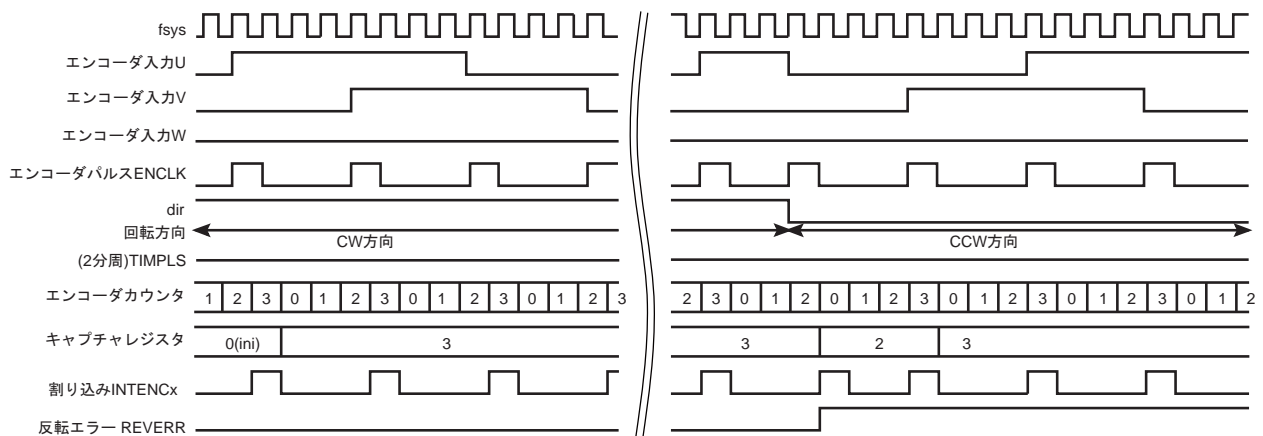 fsys
エンコーダ入力U
エンコーダ入力V
エンコーダ入力W
エンコーダパルスENCLK
dir
回転方向 CW方向 CCW方向
(2分周)TIMPLS
エンコーダカウンタ 1 2 3 0 1 2 3 0 1 2 3 0 1 2 3 2 3 0 1 2 0 1 2 3 0 1 2 3 0 1 2 3 0 1 2
キャプチャレジスタ 0(ini) 3 3 2 3
割り込みINTENCx
反転エラー REVERR